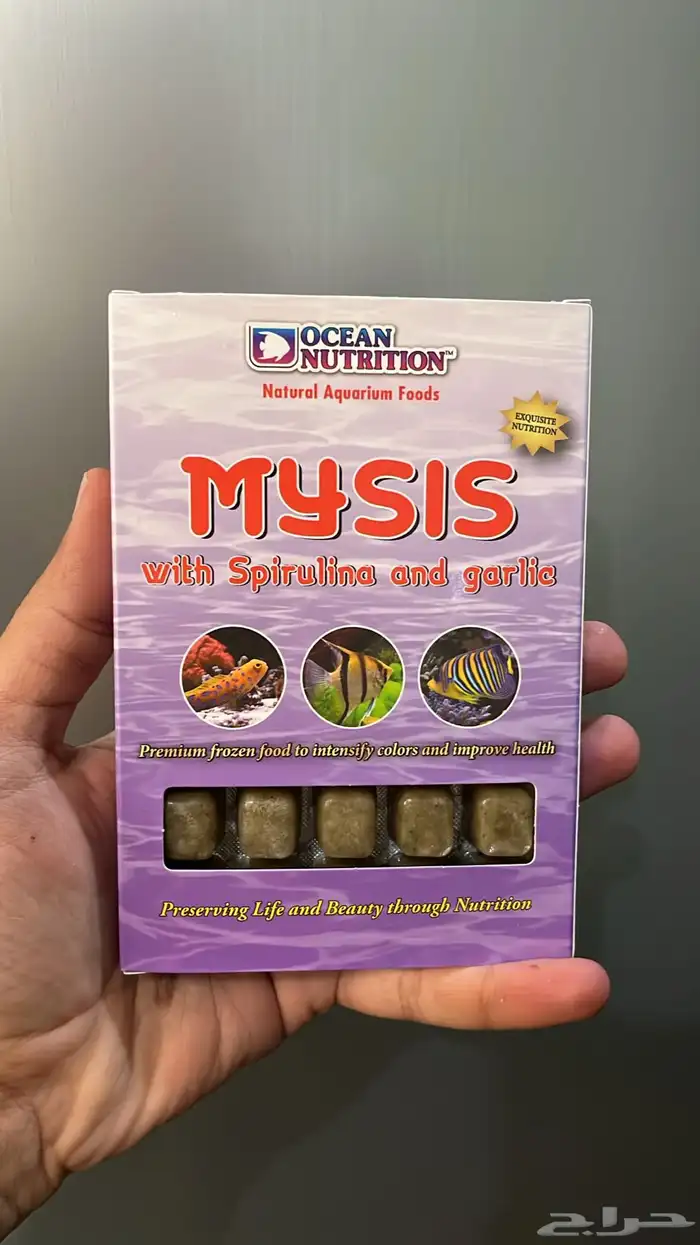 OCEAN
NUTRITION™
Natural Aquarium Foods
EXQUISITE
NUTRITION
MYSIS
with Spirulina and garlic
Premium frozen food to intensify colors and improve health
Preserving Life and Beauty through Nutrition
حراج